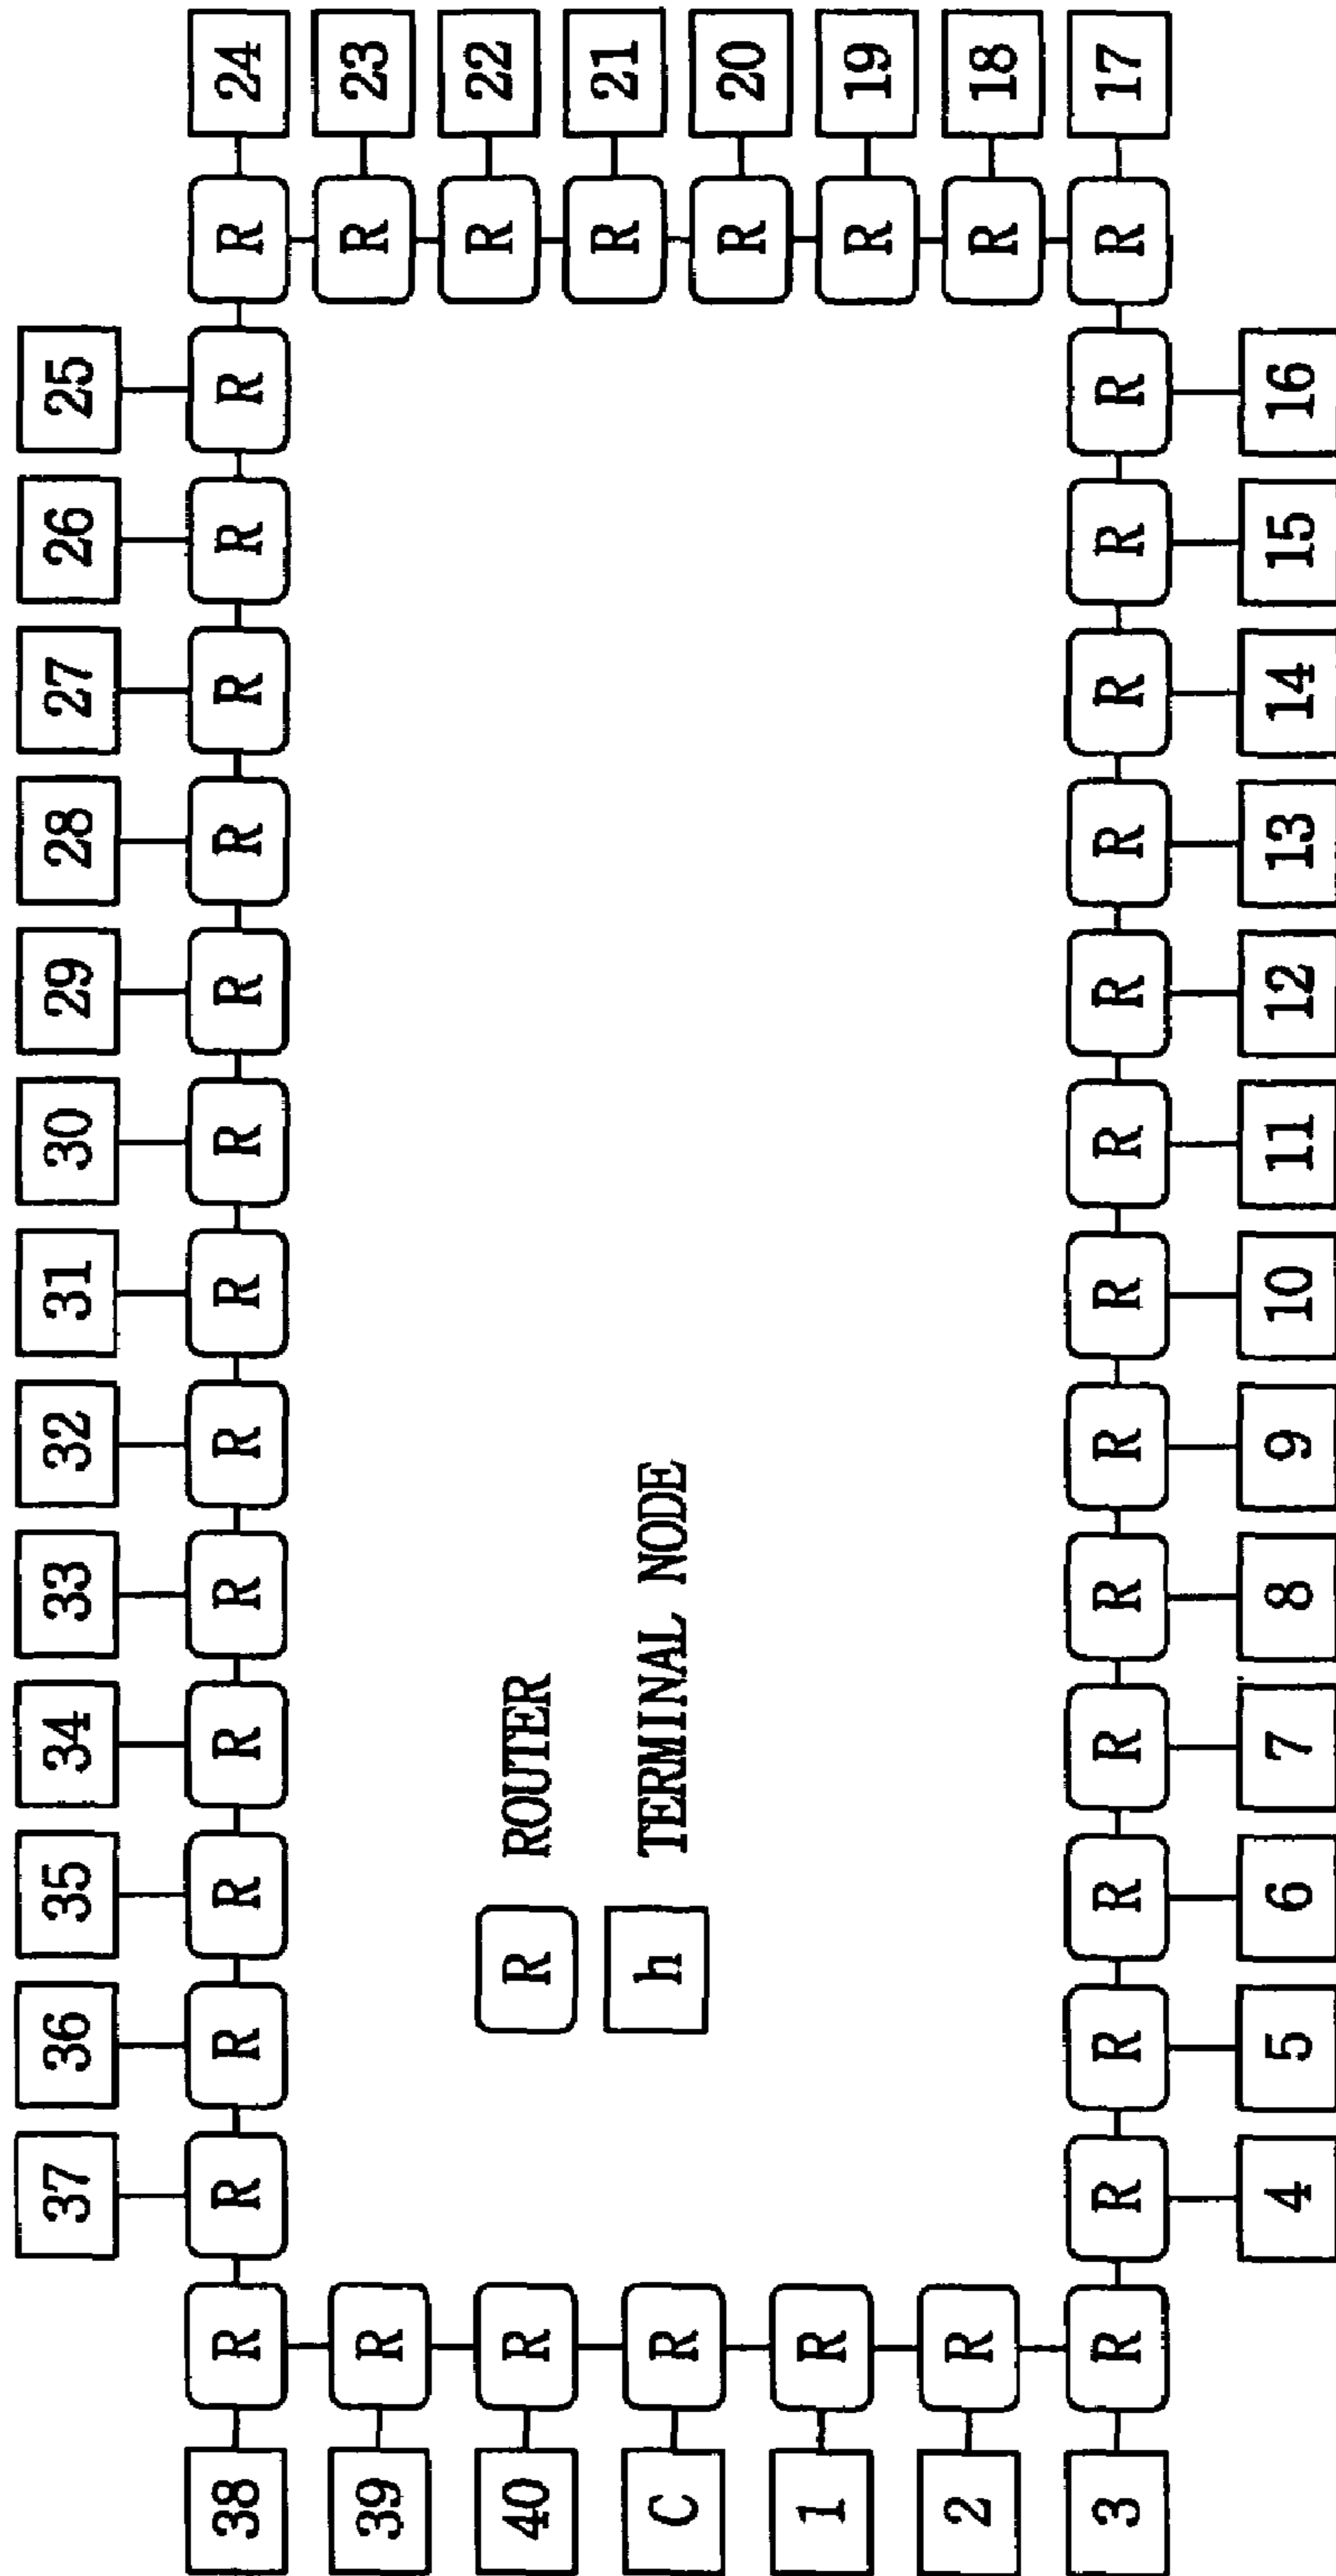 37 36 35 34 33 32 31 30 29 28 27 26 25
38 R R R R R R R R R R R R R R R 24
39 R R 23
40 R R 22
R ROUTER
R 21
C R
h TERMINAL NODE
R 20
1 R R 19
2 R R 18
3 R R R R R R R R R R R R R R R 17
4 5 6 7 8 9 10 11 12 13 14 15 16